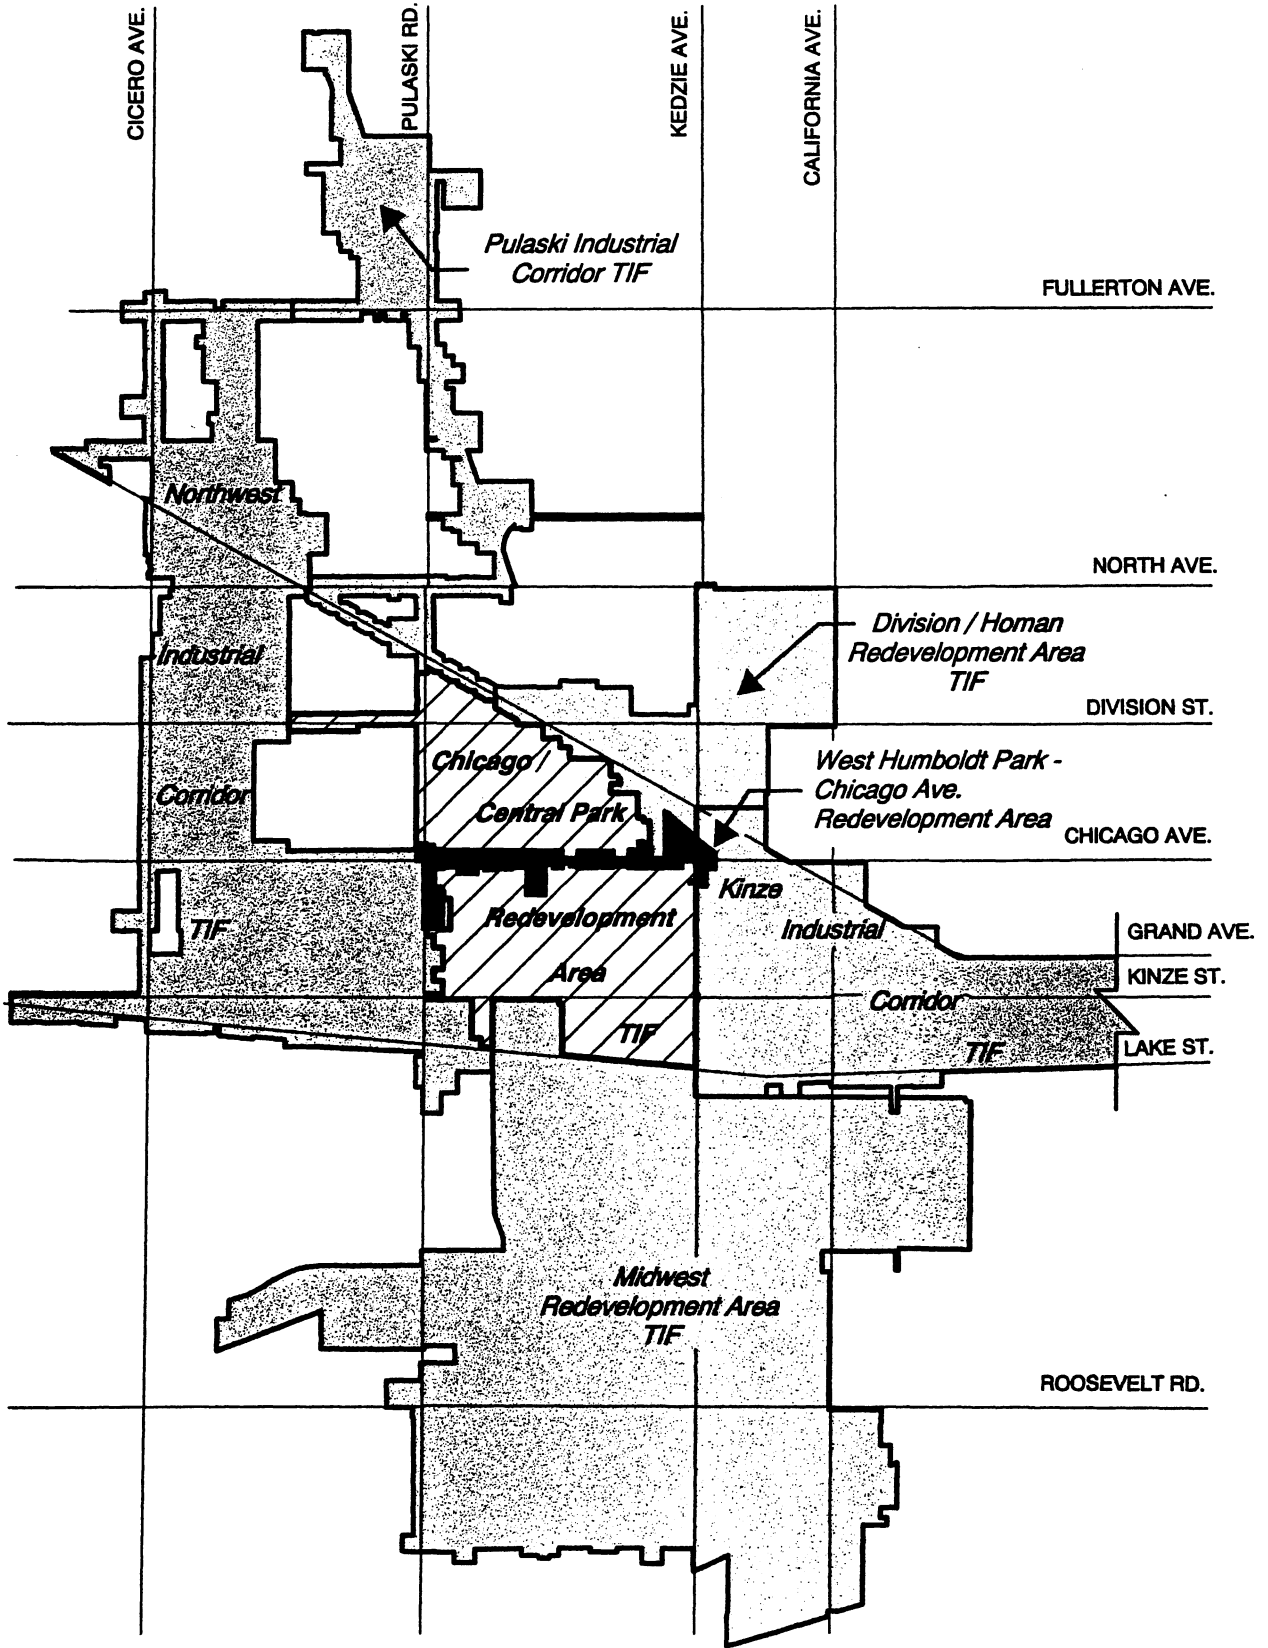 CICERO AVE.
PULASKI RD.
KEDZIE AVE.
CALIFORNIA AVE.
Pulaski Industrial
Corridor TIF
FULLERTON AVE.
Northwest
NORTH AVE.
Division / Homan
Redevelopment Area
TIF
Industrial
DIVISION ST.
Chicago /
West Humboldt Park -
Chicago Ave.
Redevelopment Area
Corridor
Central Park
CHICAGO AVE.
Kinze
TIF
Redevelopment
Industrial
GRAND AVE.
Area
KINZE ST.
Corridor
TIF
TIF
LAKE ST.
Midwest
Redevelopment Area
TIF
ROOSEVELT RD.